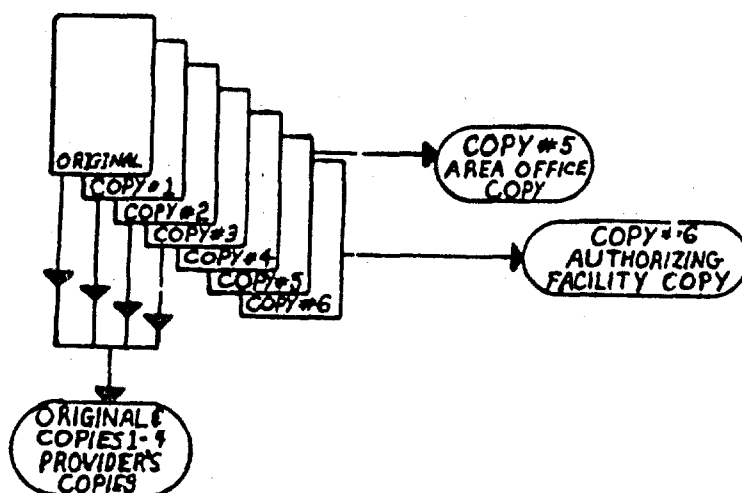 ORIGINAL
COPY #1
COPY #2
COPY #3
COPY #4
COPY #5
COPY #6
COPY #5
AREA OFFICE
COPY
COPY #6
AUTHORIZING
FACILITY COPY
ORIGINAL &
COPIES 1-4
PROVIDER'S
COPIES